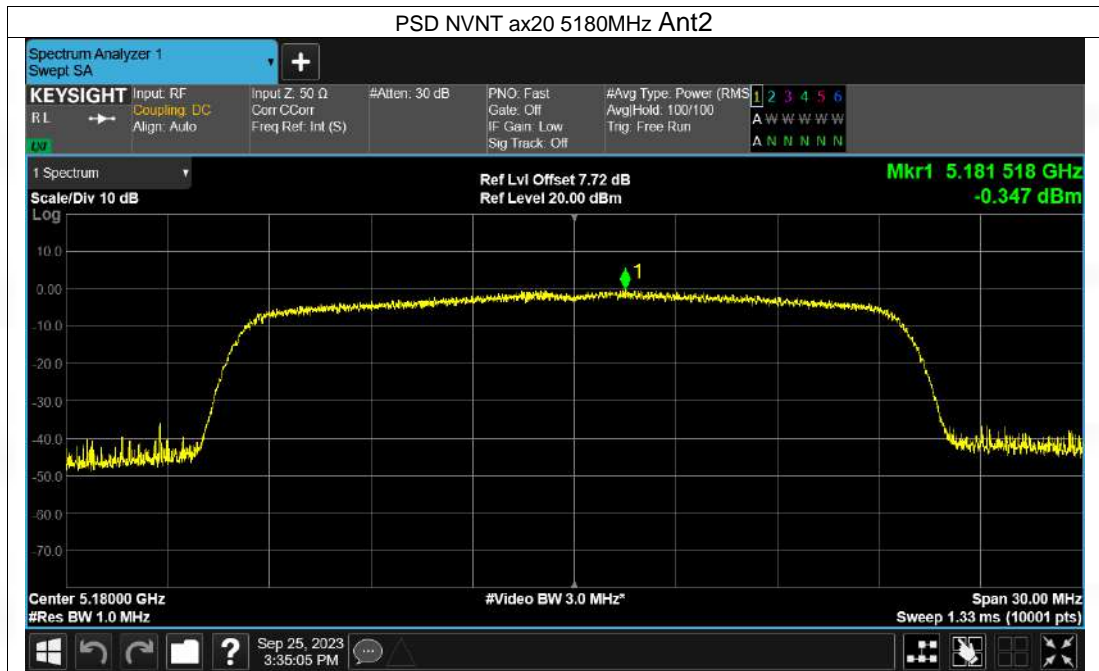 PSD NVNT ax20 5180MHz Ant2
Spectrum Analyzer 1
Swept SA
KEYSIGHT
RL
LXI
Input: RF
Coupling: DC
Align: Auto
Input Z: 50 Ω
Corr CCorr
Freq Ref: Int (S)
#Atten: 30 dB
PNO: Fast
Gate: Off
IF Gain: Low
Sig Track: Off
#Avg Type: Power (RMS
Avg|Hold: 100/100
Trig: Free Run
1 2 3 4 5 6
A W W W W W
A N N N N N
1 Spectrum
Scale/Div 10 dB
Ref Lvl Offset 7.72 dB
Ref Level 20.00 dBm
Mkr1 5.181 518 GHz
-0.347 dBm
Log
10.0
0.00
-10.0
-20.0
-30.0
-40.0
-50.0
-60.0
-70.0
1
Center 5.18000 GHz
#Res BW 1.0 MHz
#Video BW 3.0 MHz*
Span 30.00 MHz
Sweep 1.33 ms (10001 pts)
?
Sep 25, 2023
3:35:05 PM